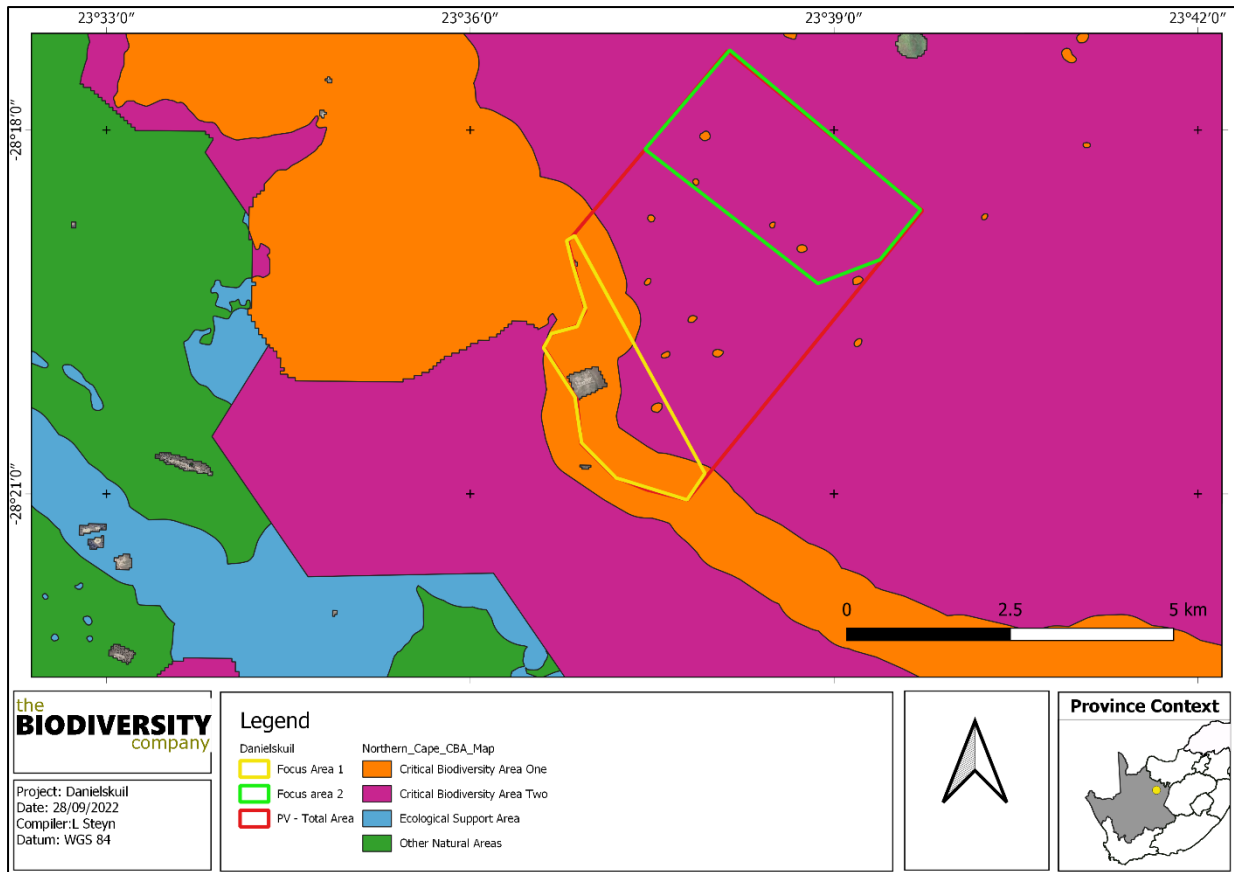 23°33′0″ 23°36′0″ 23°39′0″ 23°42′0″
-28°18′0″
-28°21′0″
0 2.5 5 km
the
BIODIVERSITY
company
Project: Danielskuil
Date: 28/09/2022
Compiler:L Steyn
Datum: WGS 84
Legend
Danielskuil
Focus Area 1
Focus area 2
PV - Total Area
Northern_Cape_CBA_Map
Critical Biodiversity Area One
Critical Biodiversity Area Two
Ecological Support Area
Other Natural Areas
Province Context